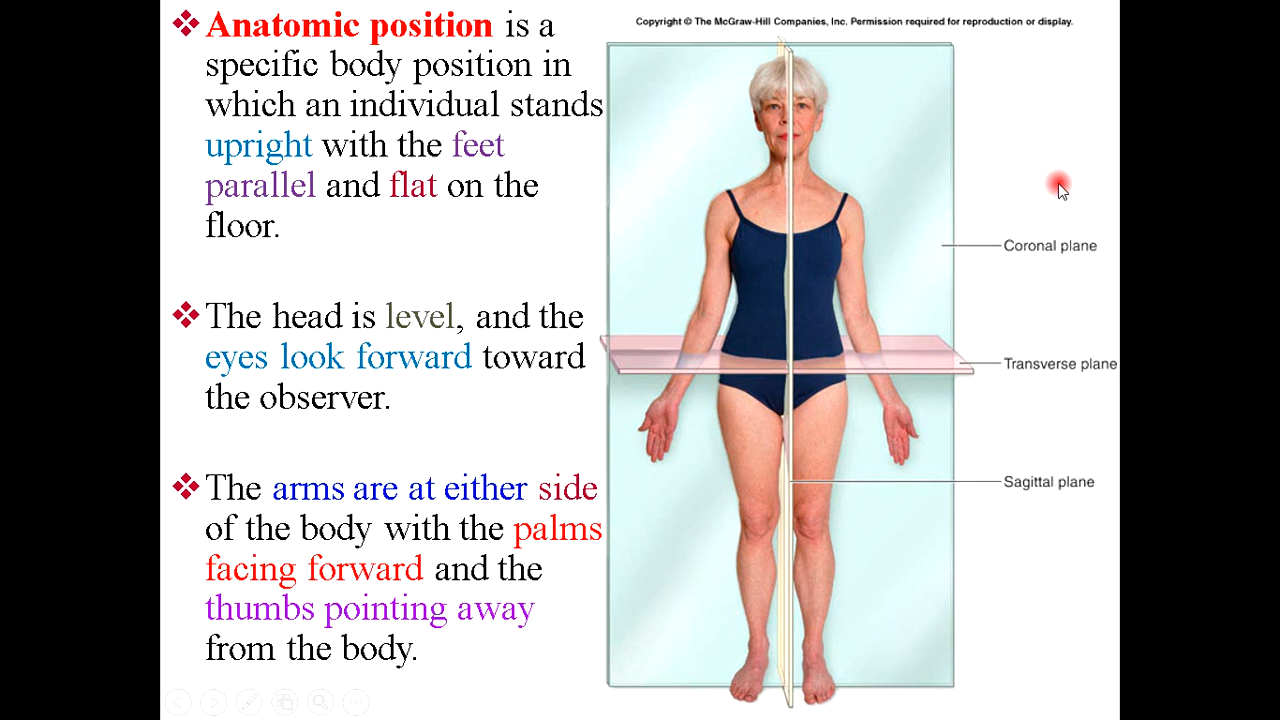 Anatomic position is a
specific body position in
which an individual stands
upright with the feet
parallel and flat on the
floor.
The head is level, and the
eyes look forward toward
the observer.
The arms are at either side
of the body with the palms
facing forward and the
thumbs pointing away
from the body.
Copyright © The McGraw-Hill Companies, Inc. Permission required for reproduction or display.
Coronal plane
Transverse plane
Sagittal plane